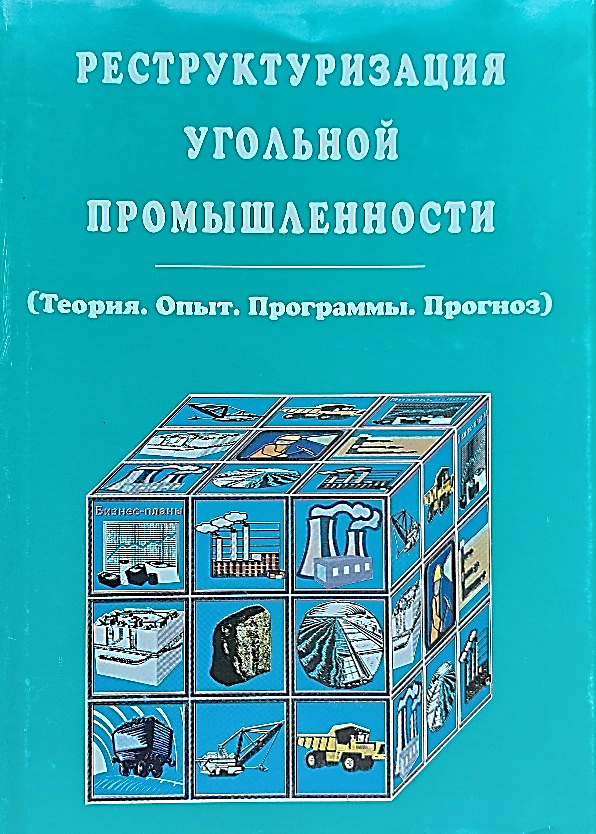 РЕСТРУКТУРИЗАЦИЯ
УГОЛЬНОЙ
ПРОМЫШЛЕННОСТИ
(Теория. Опыт. Программы. Прогноз)
Бизнес-планы